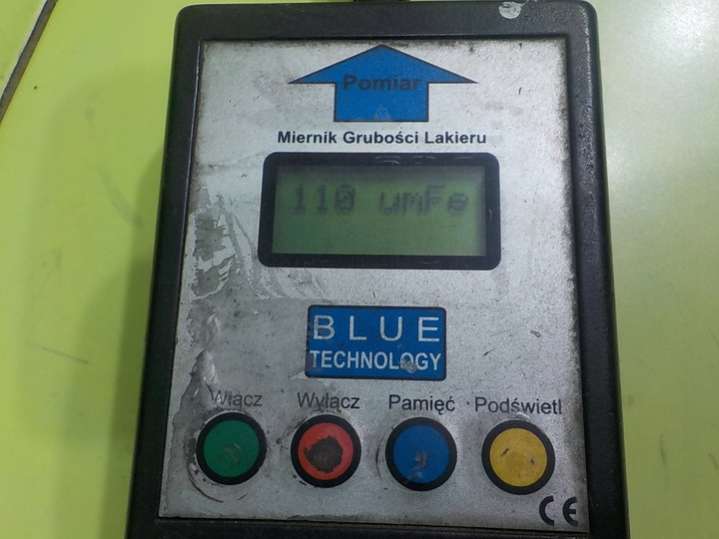 Pomiar
Miernik Grubości Lakieru
110 umFe
BLUE
TECHNOLOGY
Włącz Wyłącz Pamięć Podświetl
CE